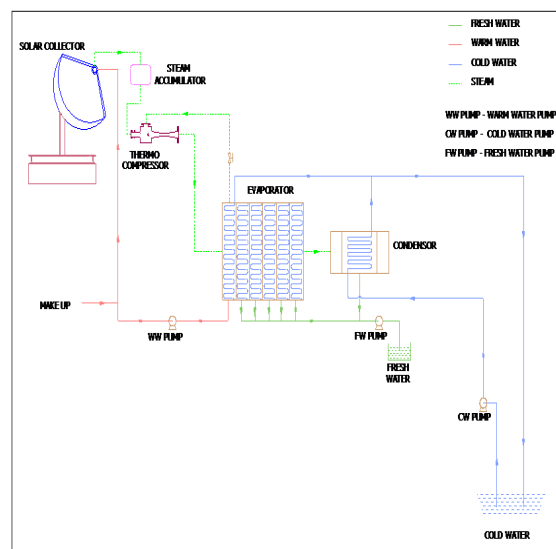 FRESH WATER
WARM WATER
COLD WATER
STEAM
WW PUMP - WARM WATER PUMP
CW PUMP - COLD WATER PUMP
FW PUMP - FRESH WATER PUMP
SOLAR COLLECTOR
STEAM
ACCUMULATOR
THERMO
COMPRESSOR
EVAPORATOR
CONDENSOR
MAKE UP
WW PUMP
FW PUMP
FRESH
WATER
CW PUMP
COLD WATER